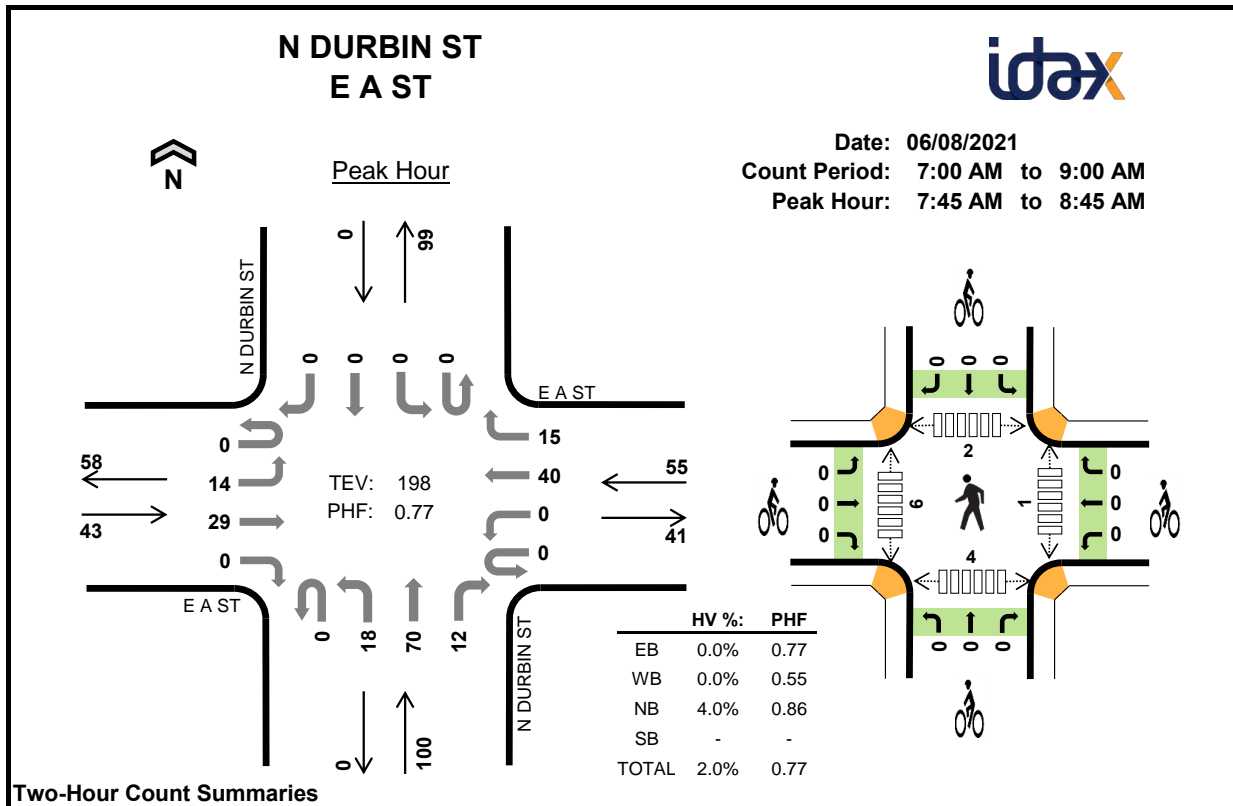 N DURBIN ST
E A ST
idax
Date: 06/08/2021
Count Period: 7:00 AM to 9:00 AM
Peak Hour: 7:45 AM to 8:45 AM
N
Peak Hour
0
99
N DURBIN ST
0 0 0 0
E A ST
0
14
29
0
58
43
TEV: 198
PHF: 0.77
15
40
0
0
55
41
E A ST
0 18 70 12
N DURBIN ST
0
100
HV %: PHF
EB 0.0% 0.77
WB 0.0% 0.55
NB 4.0% 0.86
SB - -
TOTAL 2.0% 0.77
0 0 0
2
0
0
0
6
1
0
0
0
4
0 0 0
Two-Hour Count Summaries